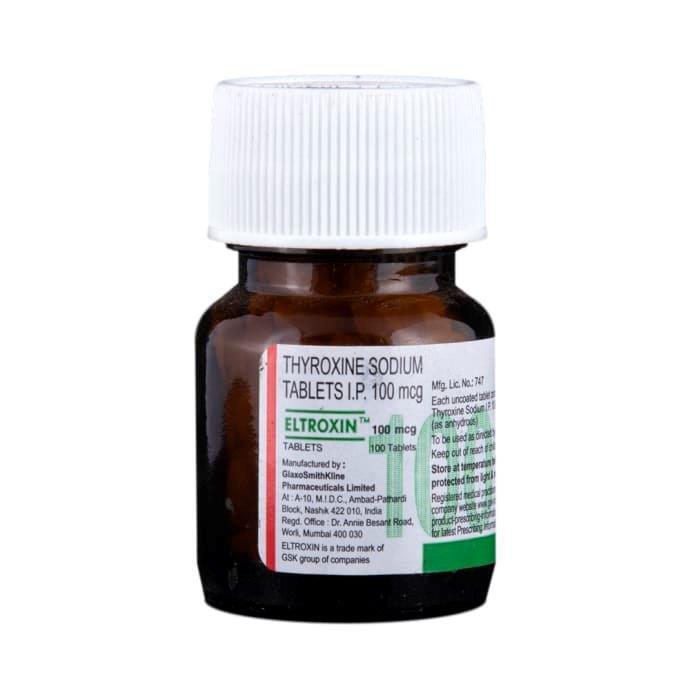 THYROXINE SODIUM
TABLETS I.P. 100 mcg
ELTROXIN™ 100 mcg
TABLETS 100 Tablets
Manufactured by :
GlaxoSmithKline
Pharmaceuticals Limited
At : A-10, M.I.D.C., Ambad-Pathardi
Block, Nashik 422 010, India
Regd. Office : Dr. Annie Besant Road,
Worli, Mumbai 400 030
ELTROXIN is a trade mark of
GSK group of companies
100
Mfg. Lic. No.: 747
Each uncoated tablet
Thyroxine Sodium I.P.
(as anhydrous)
To be used as directed
Keep out of reach of
Store at temperature
protected from light &
Registered medical
company website
product-prescribing-
for latest Prescribing